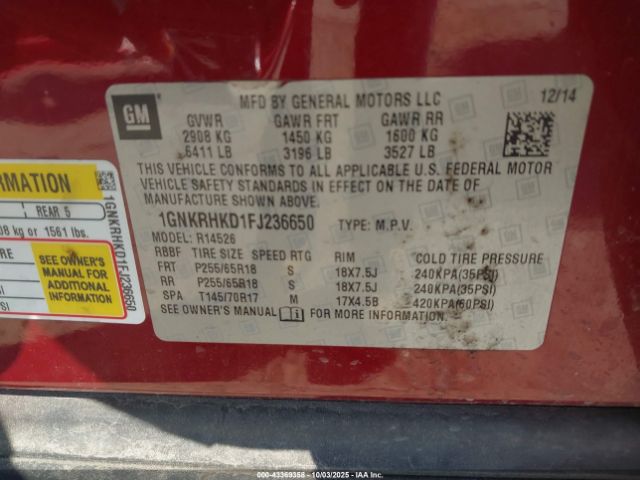 GM
MFD BY GENERAL MOTORS LLC 12/14
GVWR GAWR FRT GAWR RR
2908 KG 1450 KG 1600 KG
6411 LB 3196 LB 3527 LB
THIS VEHICLE CONFORMS TO ALL APPLICABLE U.S. FEDERAL MOTOR
VEHICLE SAFETY STANDARDS IN EFFECT ON THE DATE OF
MANUFACTURE SHOWN ABOVE.
1GNKRHKD1FJ236650 TYPE: M.P.V.
MODEL: R14526
RBBF TIRE SIZE SPEED RTG RIM COLD TIRE PRESSURE
FRT P255/65R18 S 18X7.5J 240KPA(35PSI)
RR P255/65R18 S 18X7.5J 240KPA(35PSI)
SPA T145/70R17 M 17X4.5B 420KPA(60PSI)
SEE OWNER'S MANUAL FOR MORE INFORMATION.
REAR 5
kg or 1561 lbs.
SEE OWNER'S
MANUAL FOR
ADDITIONAL
INFORMATION
1GNKRHKD1FJ236650
00-43369358 10/03/2025 © IAA Inc.